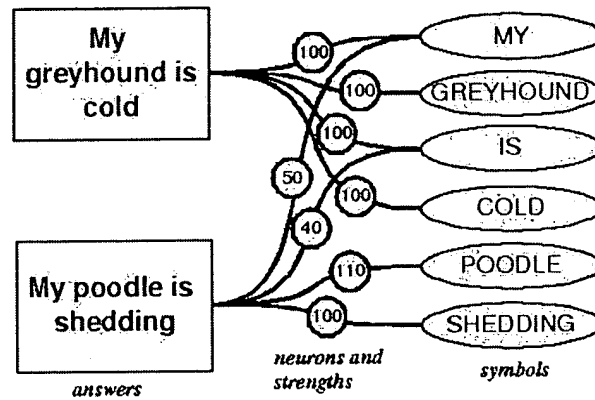 My
greyhound is
cold
100
100
100
100
MY
GREYHOUND
IS
COLD
50
40
My poodle is
shedding
110
100
POODLE
SHEDDING
answers
neurons and
strengths
symbols